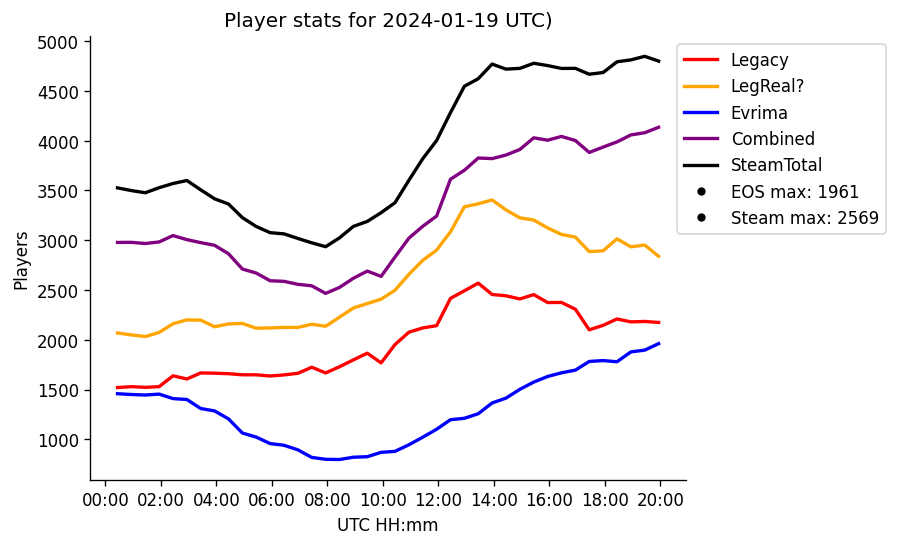 Player stats for 2024-01-19 UTC)
5000
4500
4000
3500
3000
2500
2000
1500
1000
Players
00:00 02:00 04:00 06:00 08:00 10:00 12:00 14:00 16:00 18:00 20:00
UTC HH:mm
Legacy
LegReal?
Evrima
Combined
SteamTotal
EOS max: 1961
Steam max: 2569